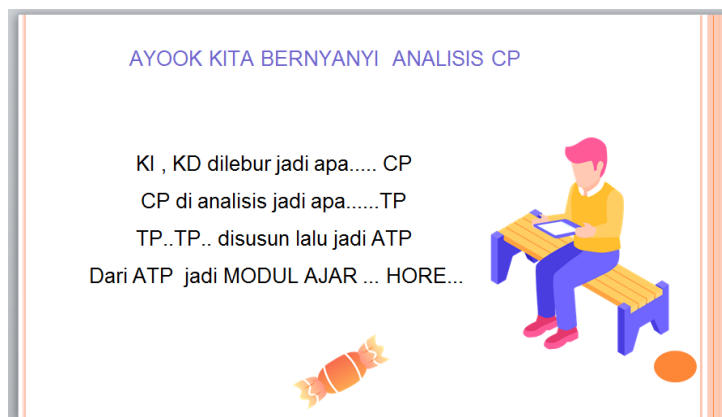 AYOOK KITA BERNYANYI  ANALISIS CP
KI , KD dilebur jadi apa..... CP
CP di analisis jadi apa......TP
TP..TP.. disusun lalu jadi ATP
Dari ATP  jadi MODUL AJAR ... HORE...